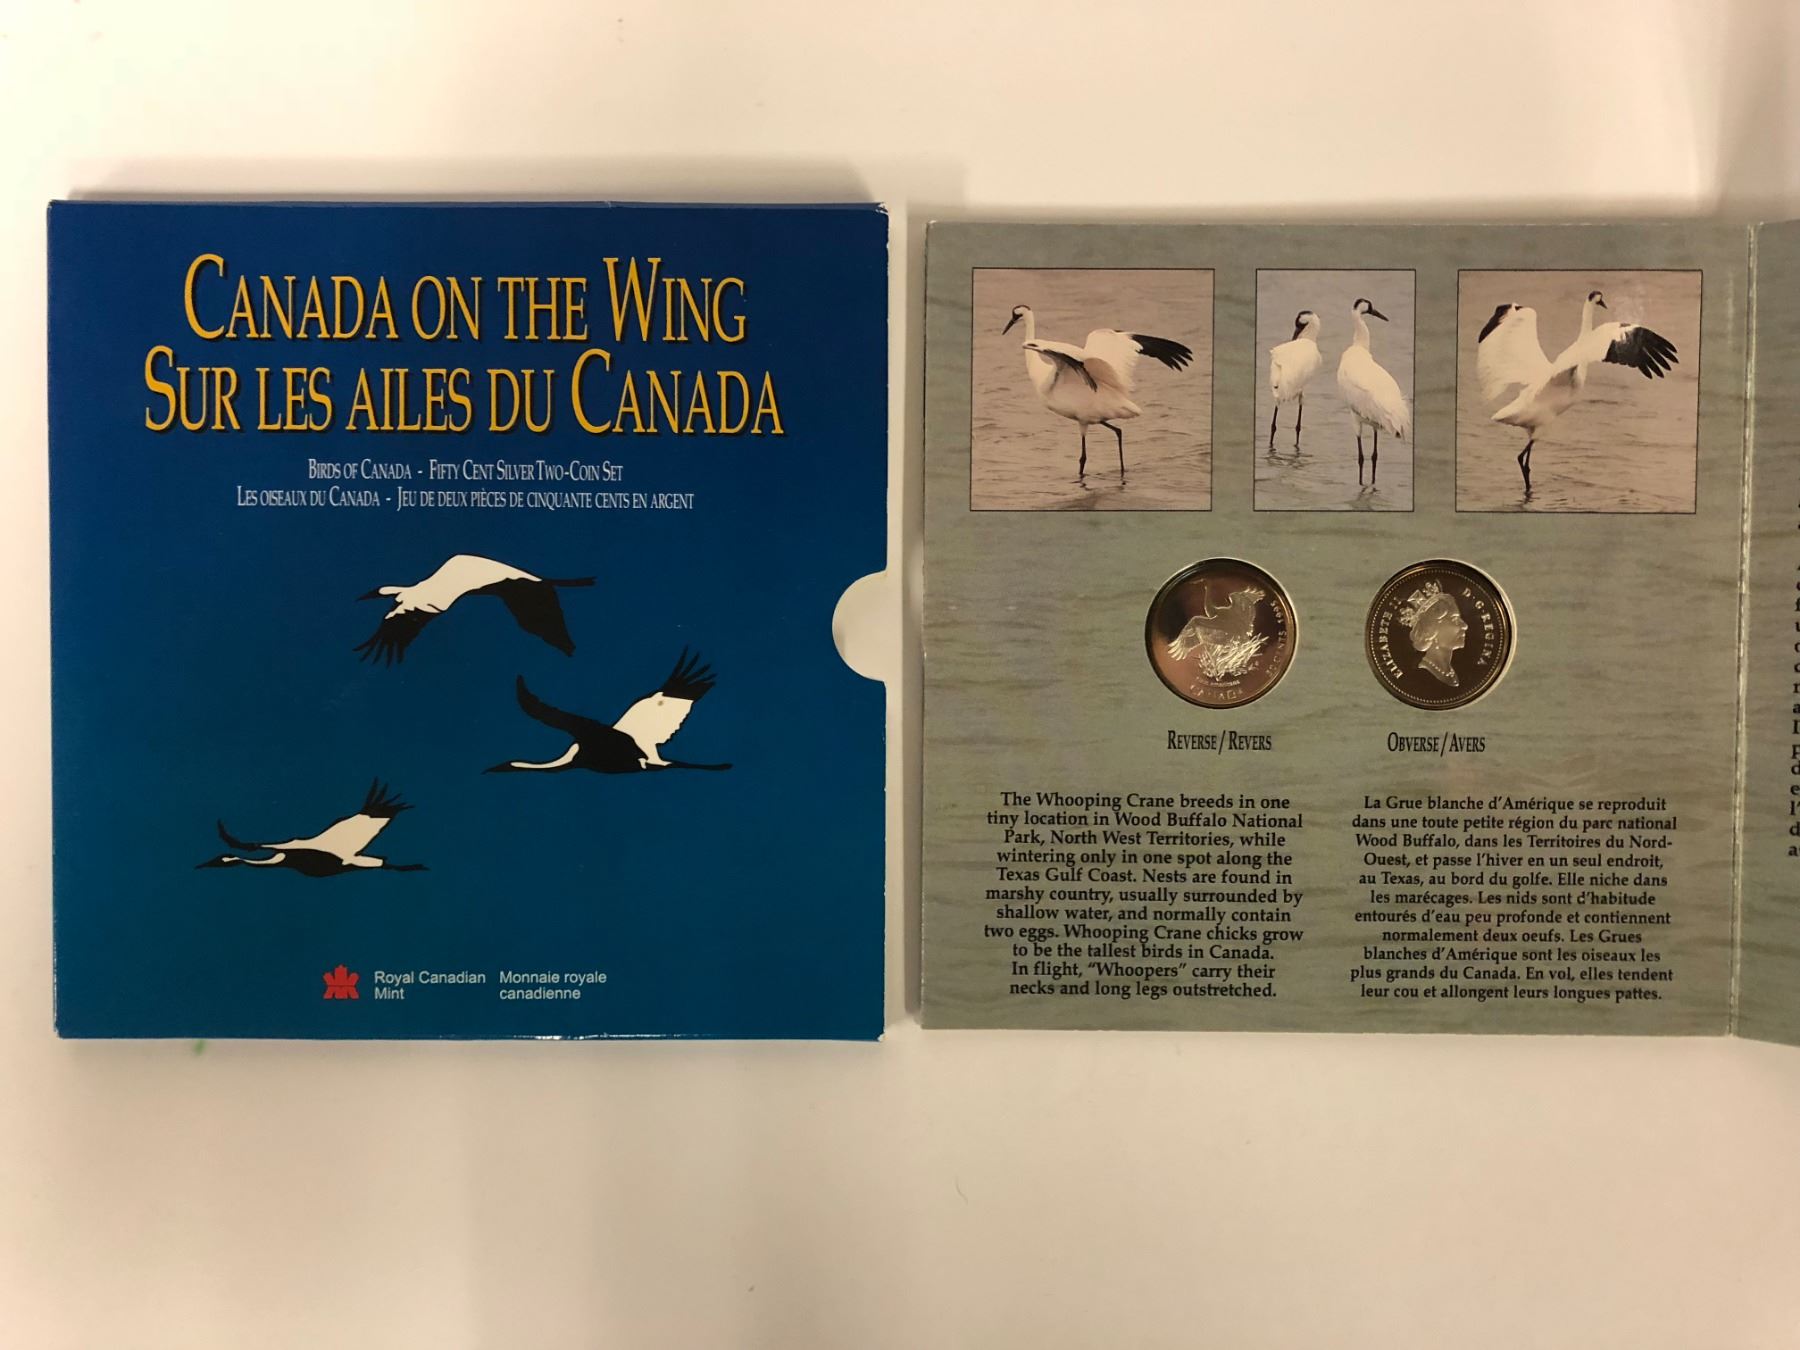 CANADA ON THE WING
SUR LES AILES DU CANADA
BIRDS OF CANADA - FIFTY CENT SILVER TWO-COIN SET
LES OISEAUX DU CANADA - JEU DE DEUX PIÈCES DE CINQUANTE CENTS EN ARGENT
Royal Canadian Mint
Monnaie royale canadienne
1995
50 CENTS
CANADA
ELIZABETH II
D·G·REGINA
REVERSE/REVERS
OBVERSE/AVERS
The Whooping Crane breeds in one
tiny location in Wood Buffalo National
Park, North West Territories, while
wintering only in one spot along the
Texas Gulf Coast. Nests are found in
marshy country, usually surrounded by
shallow water, and normally contain
two eggs. Whooping Crane chicks grow
to be the tallest birds in Canada.
In flight, "Whoopers" carry their
necks and long legs outstretched.
La Grue blanche d'Amérique se reproduit
dans une toute petite région du parc national
Wood Buffalo, dans les Territoires du Nord-
Ouest, et passe l'hiver en un seul endroit,
au Texas, au bord du golfe. Elle niche dans
les marécages. Les nids sont d'habitude
entourés d'eau peu profonde et contiennent
normalement deux oeufs. Les Grues
blanches d'Amérique sont les oiseaux les
plus grands du Canada. En vol, elles tendent
leur cou et allongent leurs longues pattes.